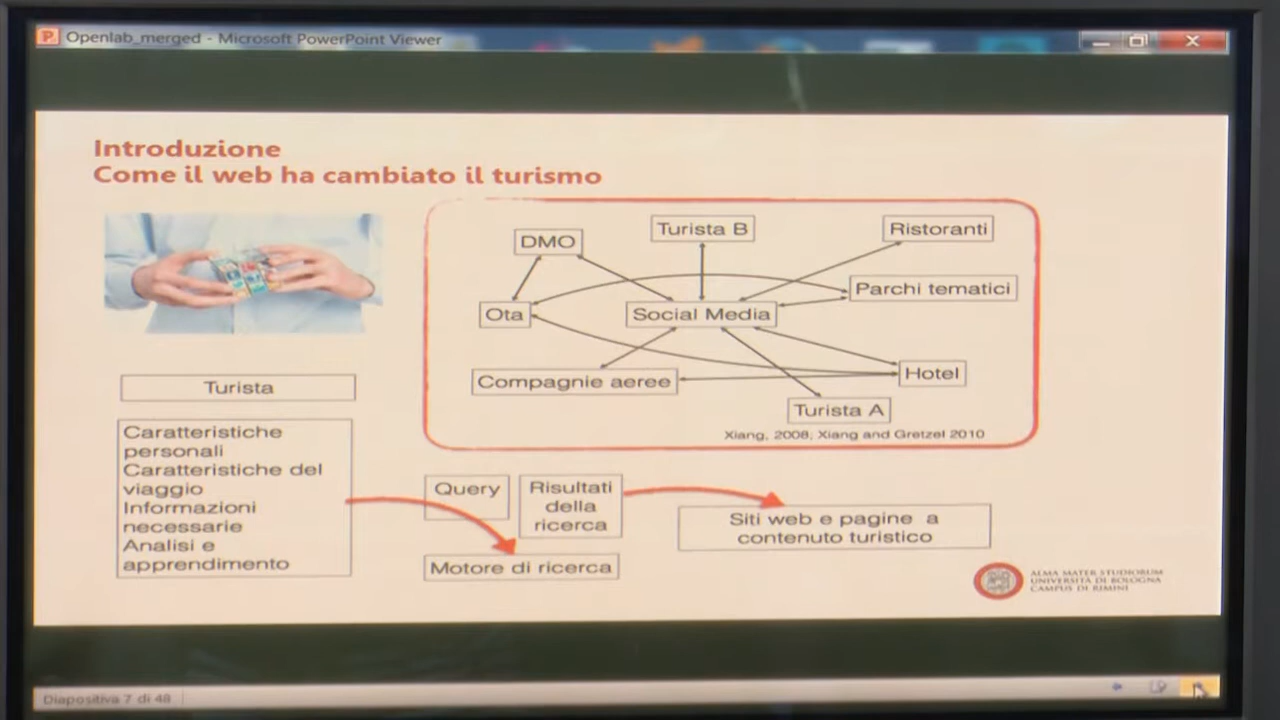 Openlab_merged - Microsoft PowerPoint Viewer
Introduzione
Come il web ha cambiato il turismo
DMO
Turista B
Ristoranti
Parchi tematici
Ota
Social Media
Compagnie aeree
Hotel
Turista A
Xiang, 2008, Xiang and Gretzel 2010
Turista
Caratteristiche
personali
Caratteristiche del
viaggio
Informazioni
necessarie
Analisi e
apprendimento
Query
Risultati
della
ricerca
Motore di ricerca
Siti web e pagine a
contenuto turistico
ALMA MATER STUDIORUM
UNIVERSITÀ DI BOLOGNA
CAMPUS DI RIMINI
Diapositiva 7 di 48